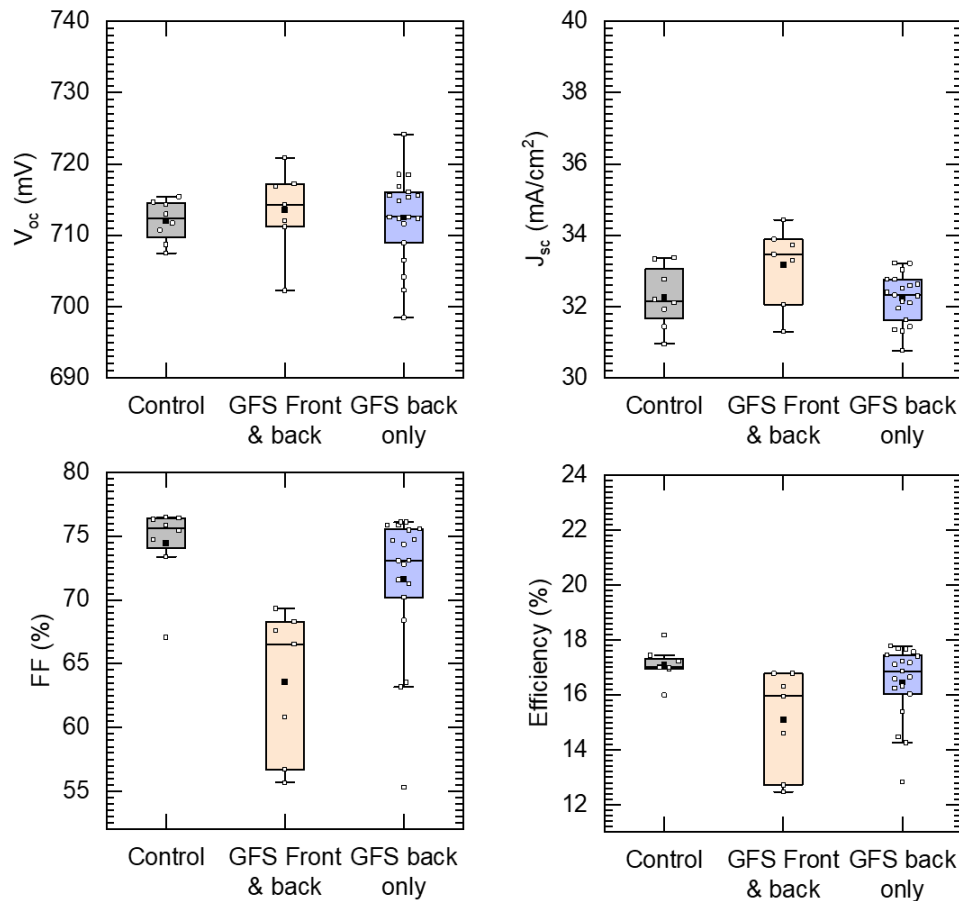 740
730
720
710
700
690
V_oc (mV)
Control
GFS Front
& back
GFS back
only
40
38
36
34
32
30
J_sc (mA/cm²)
Control
GFS Front
& back
GFS back
only
80
75
70
65
60
55
FF (%)
Control
GFS Front
& back
GFS back
only
24
22
20
18
16
14
12
Efficiency (%)
Control
GFS Front
& back
GFS back
only